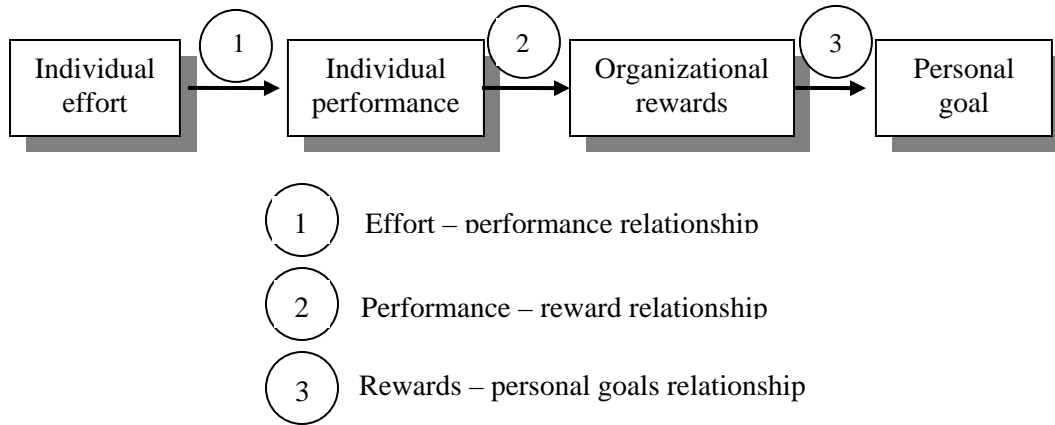 1
2
3
Individual
effort
Individual
performance
Organizational
rewards
Personal
goal
1 Effort – performance relationship
2 Performance – reward relationship
3 Rewards – personal goals relationship